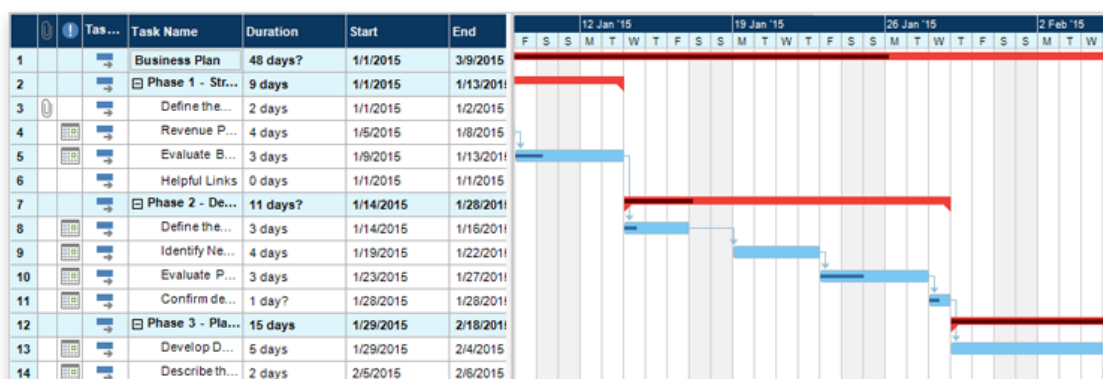 Tas... Task Name Duration Start End 12 Jan '15 19 Jan '15 26 Jan '15 2 Feb '15
F S S M T W T F S S M T W T F S S M T W T F S S M T W
1 Business Plan 48 days? 1/1/2015 3/9/2015
2 Phase 1 - Str... 9 days 1/1/2015 1/13/201
3 Define the... 2 days 1/1/2015 1/2/2015
4 Revenue P... 4 days 1/5/2015 1/8/2015
5 Evaluate B... 3 days 1/9/2015 1/13/201
6 Helpful Links 0 days 1/1/2015 1/1/2015
7 Phase 2 - De... 11 days? 1/14/2015 1/28/201
8 Define the... 3 days 1/14/2015 1/16/201
9 Identify Ne... 4 days 1/19/2015 1/22/201
10 Evaluate P... 3 days 1/23/2015 1/27/201
11 Confirm de... 1 day? 1/28/2015 1/28/201
12 Phase 3 - Pla... 15 days 1/29/2015 2/18/201
13 Develop D... 5 days 1/29/2015 2/4/2015
14 Describe th... 2 days 2/5/2015 2/6/2015